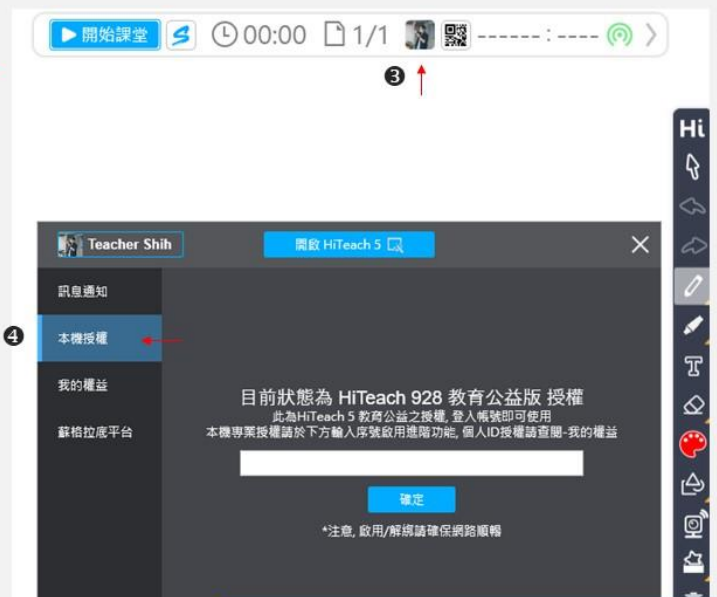 開始課堂 00:00 1/1 ------ : ----
❸
Hi
Teacher Shih 開啟 HiTeach 5
訊息通知
❹ 本機授權
我的權益
蘇格拉底平台
目前狀態為 HiTeach 928 教育公益版 授權
此為HiTeach 5 教育公益之授權, 登入帳號即可使用
本機專業授權請於下方輸入序號啟用進階功能, 個人ID授權請查閱-我的權益
確定
*注意, 啟用/解綁請確保網路順暢